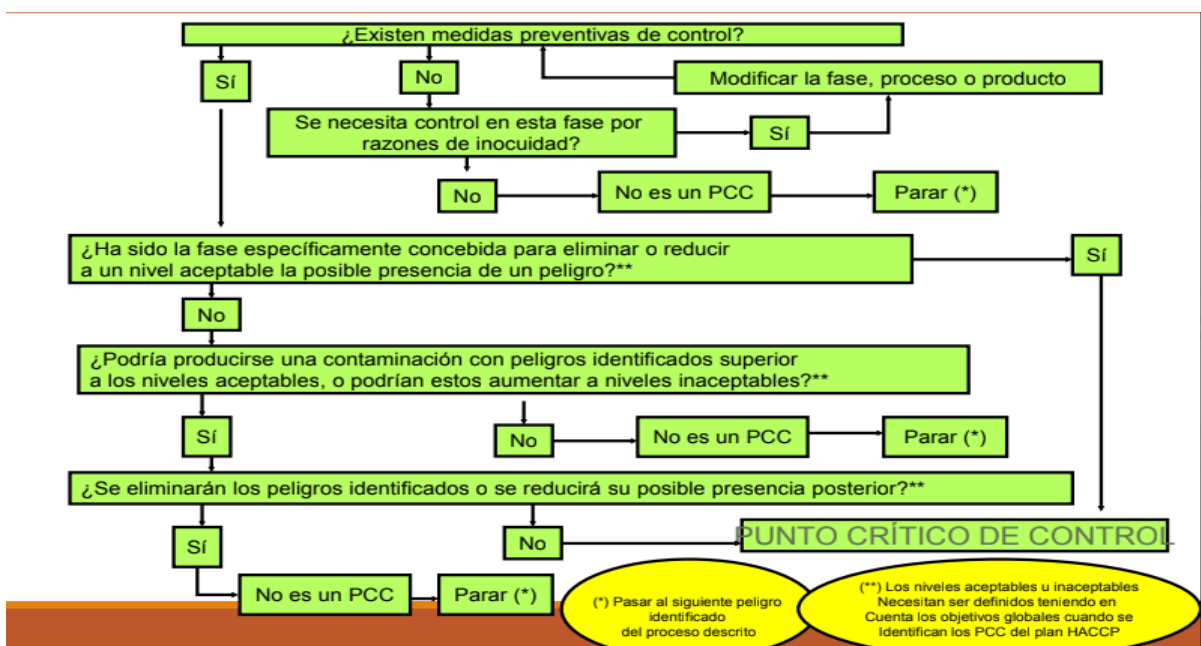 ¿Existen medidas preventivas de control?
Sí
No
Modificar la fase, proceso o producto
Se necesita control en esta fase por
razones de inocuidad?
Sí
No
No es un PCC
Parar (*)
¿Ha sido la fase específicamente concebida para eliminar o reducir
a un nivel aceptable la posible presencia de un peligro?**
Sí
No
¿Podría producirse una contaminación con peligros identificados superior
a los niveles aceptables, o podrían estos aumentar a niveles inaceptables?**
Sí
No
No es un PCC
Parar (*)
¿Se eliminarán los peligros identificados o se reducirá su posible presencia posterior?**
Sí
No
PUNTO CRÍTICO DE CONTROL
No es un PCC
Parar (*)
(*) Pasar al siguiente peligro
identificado
del proceso descrito
(**) Los niveles aceptables u inaceptables
Necesitan ser definidos teniendo en
Cuenta los objetivos globales cuando se
Identifican los PCC del plan HACCP